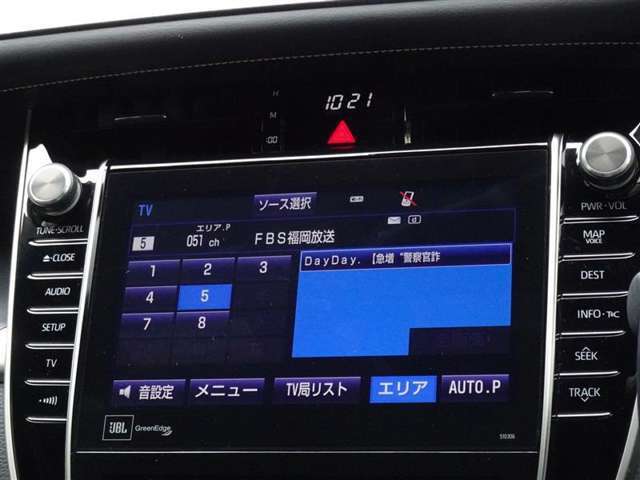 H
10:21
M
:00
TUNE•SCROLL
PWR•VOL
TV
ソース選択
エリア.P
5
051 ch
FBS福岡放送
DayDay.【急増“警察官詐
1 2 3
4 5
7 8
音設定
メニュー
TV局リスト
エリア
AUTO.P
JBL
GreenEdge
510306
▲CLOSE
AUDIO
SETUP
TV
MAP
VOICE
DEST
INFO•T&C
SEEK
TRACK